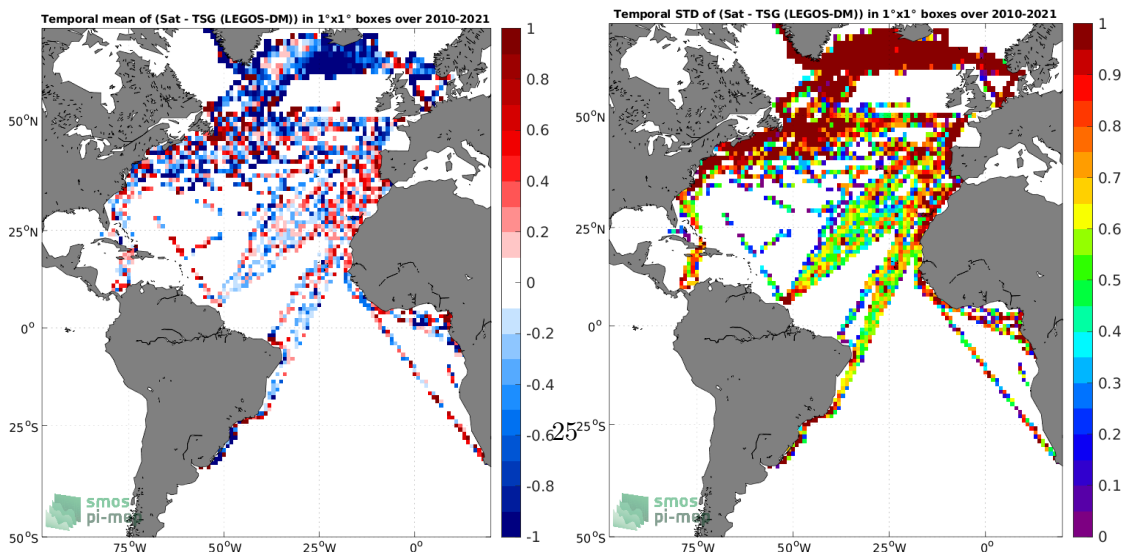 Temporal mean of (Sat - TSG (LEGOS-DM)) in 1°x1° boxes over 2010-2021
50°N
25°N
0°
25°S
50°S
75°W
50°W
25°W
0°
1
0.8
0.6
0.4
0.2
0
-0.2
-0.4
-0.6
-0.8
-1
smos
pi-mep
25
Temporal STD of (Sat - TSG (LEGOS-DM)) in 1°x1° boxes over 2010-2021
50°N
25°N
0°
25°S
50°S
75°W
50°W
25°W
0°
1
0.9
0.8
0.7
0.6
0.5
0.4
0.3
0.2
0.1
0
smos
pi-mep